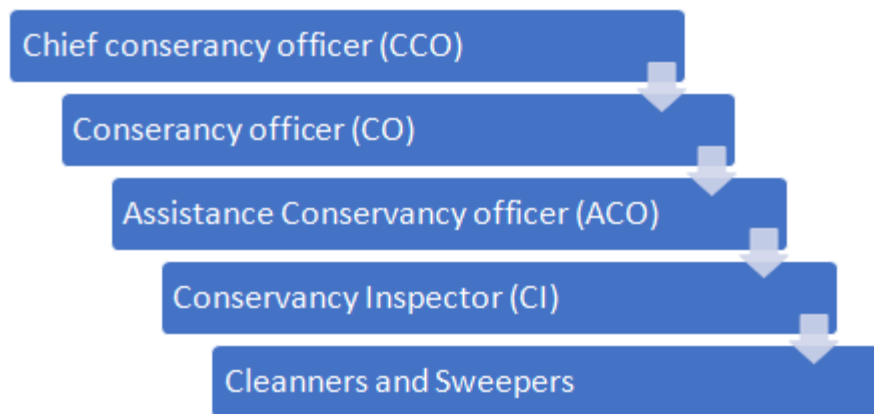 Chief conserancy officer (CCO)
Conserancy officer (CO)
Assistance Conservancy officer (ACO)
Conservancy Inspector (CI)
Cleanners and Sweepers